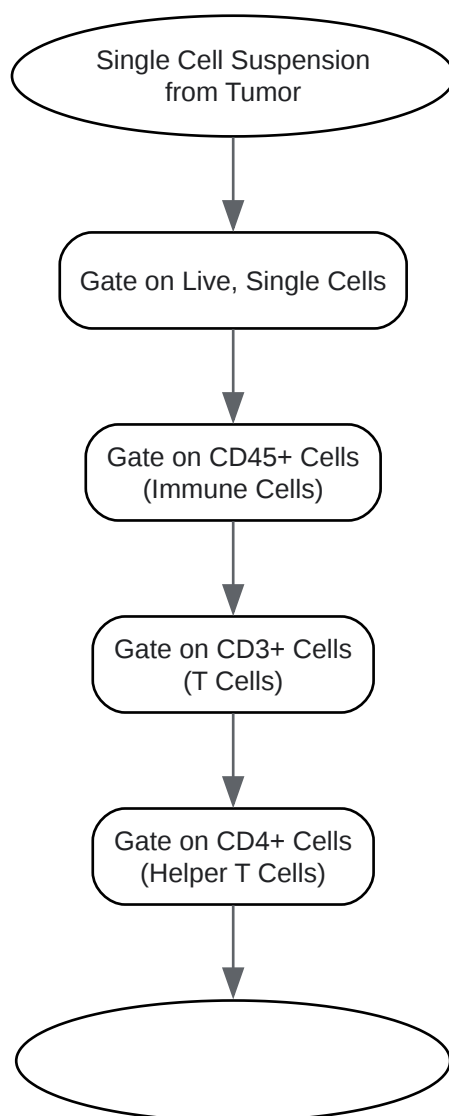 Single Cell Suspension
from Tumor
Gate on Live, Single Cells
Gate on CD45+ Cells
(Immune Cells)
Gate on CD3+ Cells
(T Cells)
Gate on CD4+ Cells
(Helper T Cells)